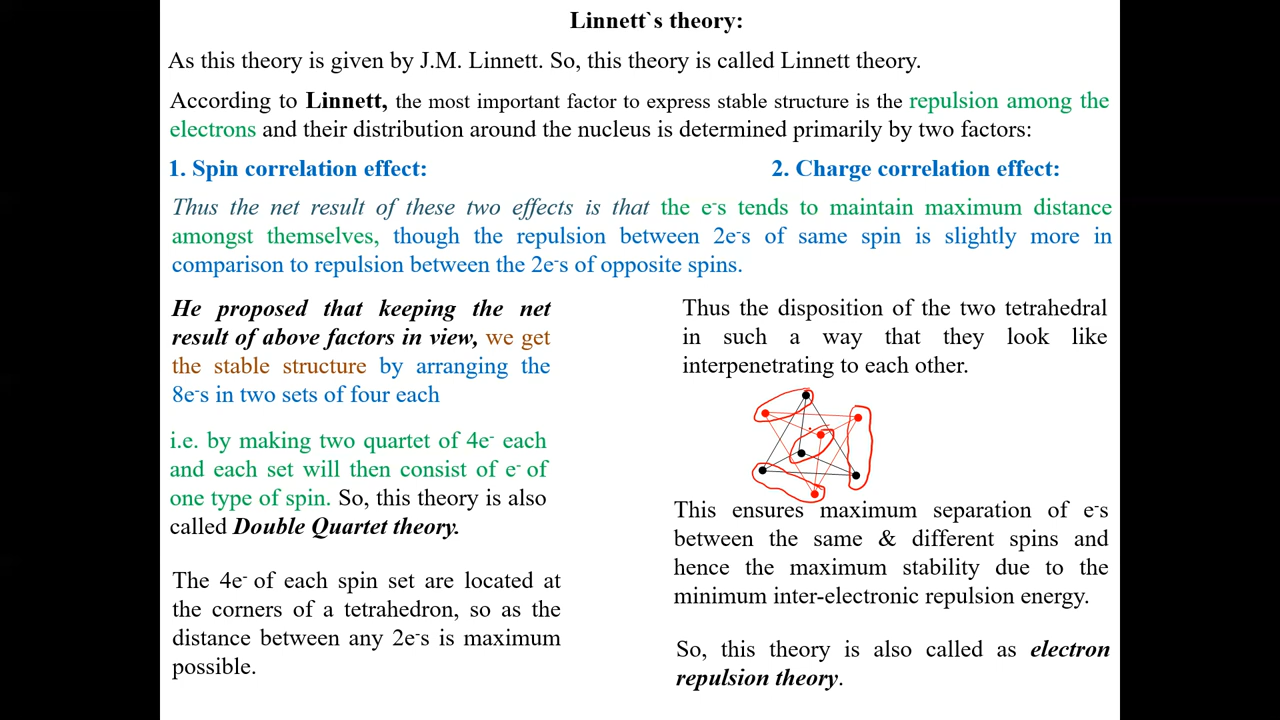 Linnett`s theory:
As this theory is given by J.M. Linnett. So, this theory is called Linnett theory.
According to Linnett, the most important factor to express stable structure is the repulsion among the
electrons and their distribution around the nucleus is determined primarily by two factors:
1. Spin correlation effect:
2. Charge correlation effect:
Thus the net result of these two effects is that the e⁻s tends to maintain maximum distance
amongst themselves, though the repulsion between 2e⁻s of same spin is slightly more in
comparison to repulsion between the 2e⁻s of opposite spins.
He proposed that keeping the net
result of above factors in view, we get
the stable structure by arranging the
8e⁻s in two sets of four each
i.e. by making two quartet of 4e⁻ each
and each set will then consist of e⁻ of
one type of spin. So, this theory is also
called Double Quartet theory.
The 4e⁻ of each spin set are located at
the corners of a tetrahedron, so as the
distance between any 2e⁻s is maximum
possible.
Thus the disposition of the two tetrahedral
in such a way that they look like
interpenetrating to each other.
This ensures maximum separation of e⁻s
between the same & different spins and
hence the maximum stability due to the
minimum inter-electronic repulsion energy.
So, this theory is also called as electron
repulsion theory.